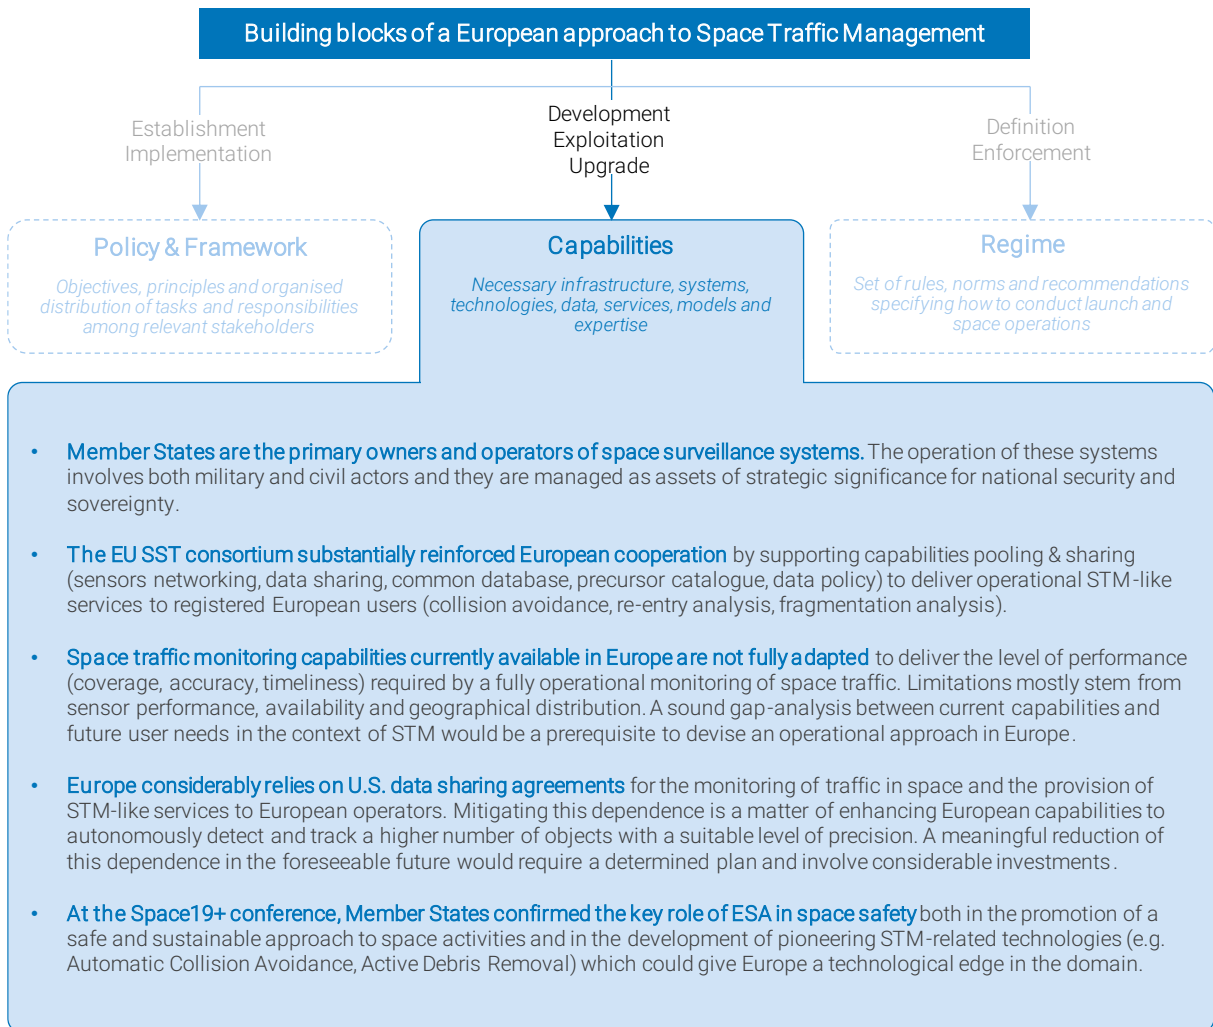 Building blocks of a European approach to Space Traffic Management
Establishment
Implementation
Development
Exploitation
Upgrade
Definition
Enforcement
Policy & Framework
Objectives, principles and organised
distribution of tasks and responsibilities
among relevant stakeholders
Capabilities
Necessary infrastructure, systems,
technologies, data, services, models and
expertise
Regime
Set of rules, norms and recommendations
specifying how to conduct launch and
space operations
• Member States are the primary owners and operators of space surveillance systems. The operation of these systems
involves both military and civil actors and they are managed as assets of strategic significance for national security and
sovereignty.
• The EU SST consortium substantially reinforced European cooperation by supporting capabilities pooling & sharing
(sensors networking, data sharing, common database, precursor catalogue, data policy) to deliver operational STM-like
services to registered European users (collision avoidance, re-entry analysis, fragmentation analysis).
• Space traffic monitoring capabilities currently available in Europe are not fully adapted to deliver the level of performance
(coverage, accuracy, timeliness) required by a fully operational monitoring of space traffic. Limitations mostly stem from
sensor performance, availability and geographical distribution. A sound gap-analysis between current capabilities and
future user needs in the context of STM would be a prerequisite to devise an operational approach in Europe.
• Europe considerably relies on U.S. data sharing agreements for the monitoring of traffic in space and the provision of
STM-like services to European operators. Mitigating this dependence is a matter of enhancing European capabilities to
autonomously detect and track a higher number of objects with a suitable level of precision. A meaningful reduction of
this dependence in the foreseeable future would require a determined plan and involve considerable investments.
• At the Space19+ conference, Member States confirmed the key role of ESA in space safety both in the promotion of a
safe and sustainable approach to space activities and in the development of pioneering STM-related technologies (e.g.
Automatic Collision Avoidance, Active Debris Removal) which could give Europe a technological edge in the domain.